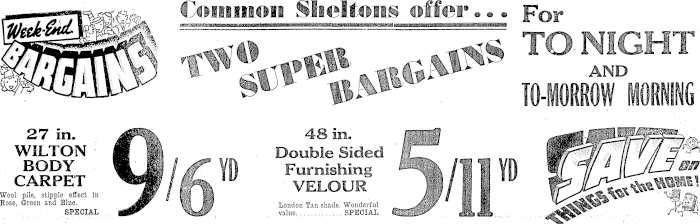 Week-End
BARGAINS
Common Sheltons offer...
TWO
SUPER
BARGAINS
For
TO NIGHT
AND
TO-MORROW MORNING
27 in.
WILTON
BODY
CARPET
Wool pile, stipple effect in
Rose, Green and Blue.
SPECIAL
9/6 YD
48 in.
Double Sided
Furnishing
VELOUR
London Tan shade. Wonderful
value. .......... SPECIAL
5/11 YD
SAVE on
THINGS for the HOME!